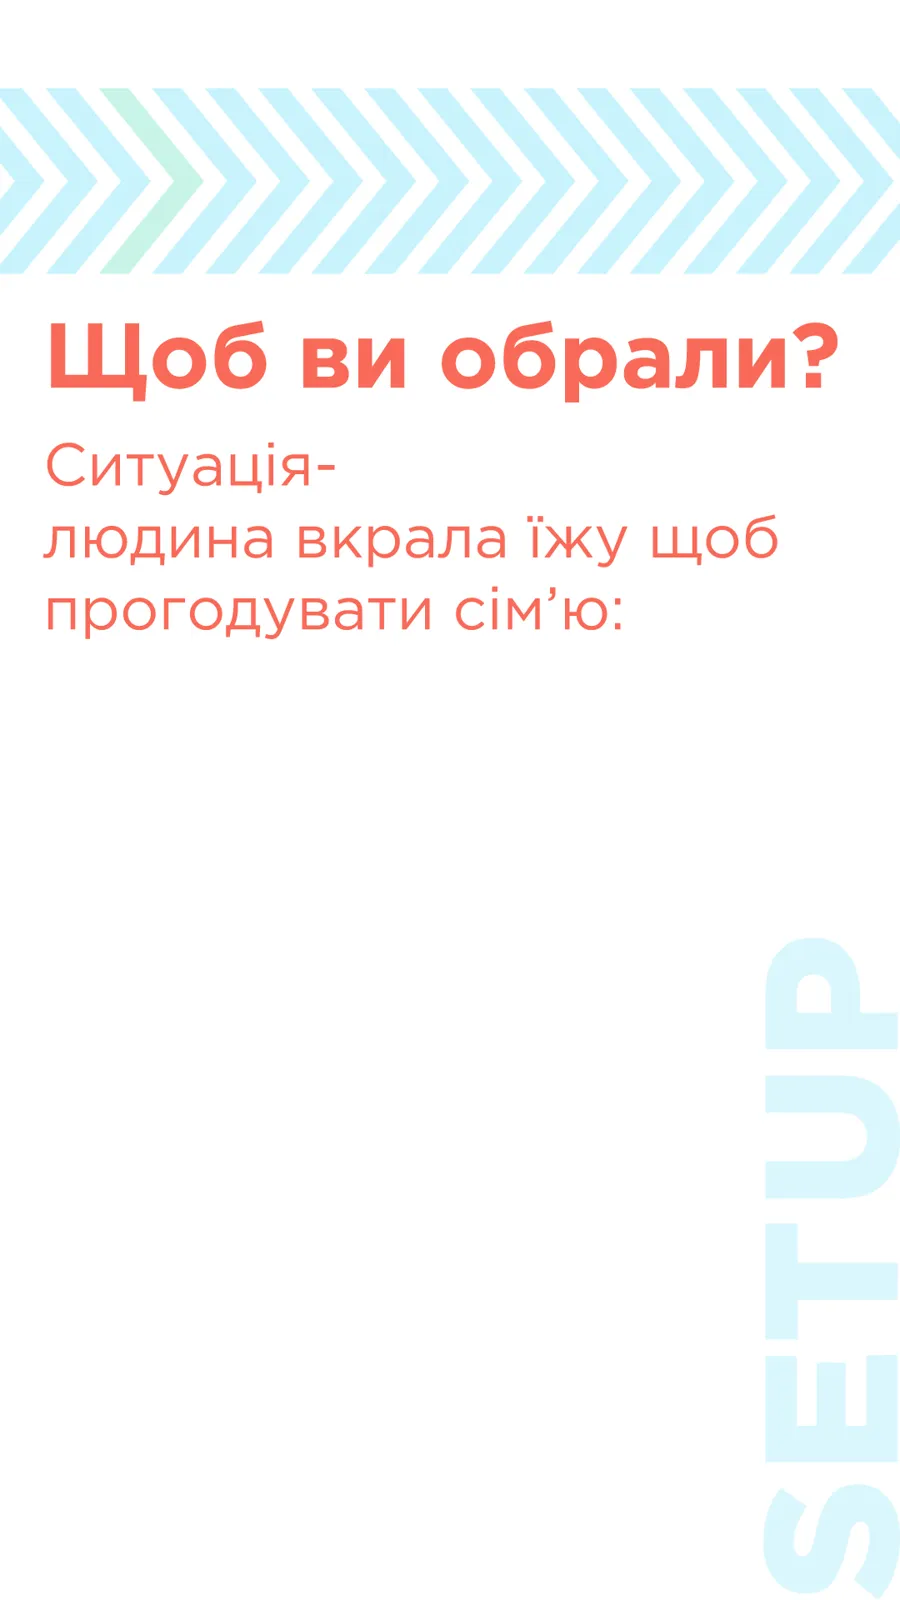 Щоб ви обрали?
Ситуація-
людина вкрала їжу щоб
прогодувати сім’ю:
SETUP